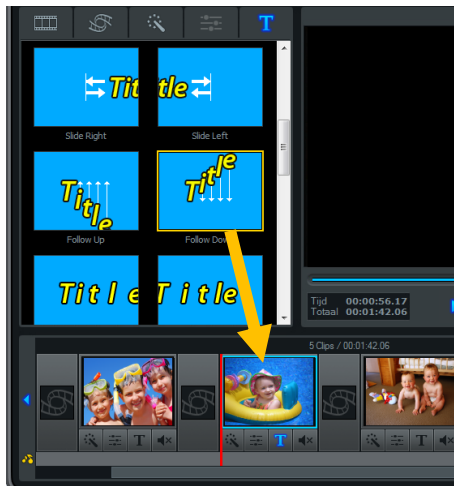 T
Title
Title
Slide Right
Slide Left
Title
Title
Follow Up
Follow Down
Title
Title
Tijd 00:00:56.17
Totaal 00:01:42.06
5 Clips / 00:01:42.06
T
T
T